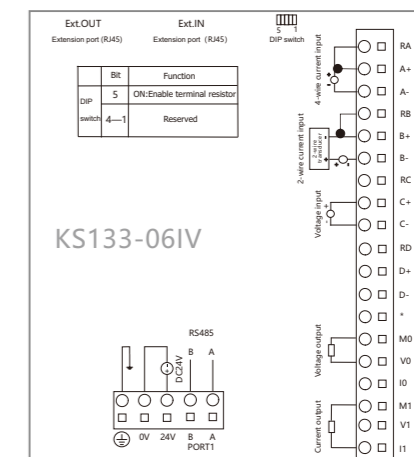 Ext.OUT
Ext.IN
Extension port (RJ45)
Extension port (RJ45)
5 1
DIP switch
Bit Function
DIP switch
5 ON:Enable terminal resistor
4—1 Reserved
4-wire current input
2-wire current input
2-wire transducer
Voltage input
Voltage output
Current output
KS133-06IV
RA
A+
A-
RB
B+
B-
RC
C+
C-
RD
D+
D-
*
M0
V0
I0
M1
V1
I1
RS485
B A
DC24V
0V 24V B A
PORT1